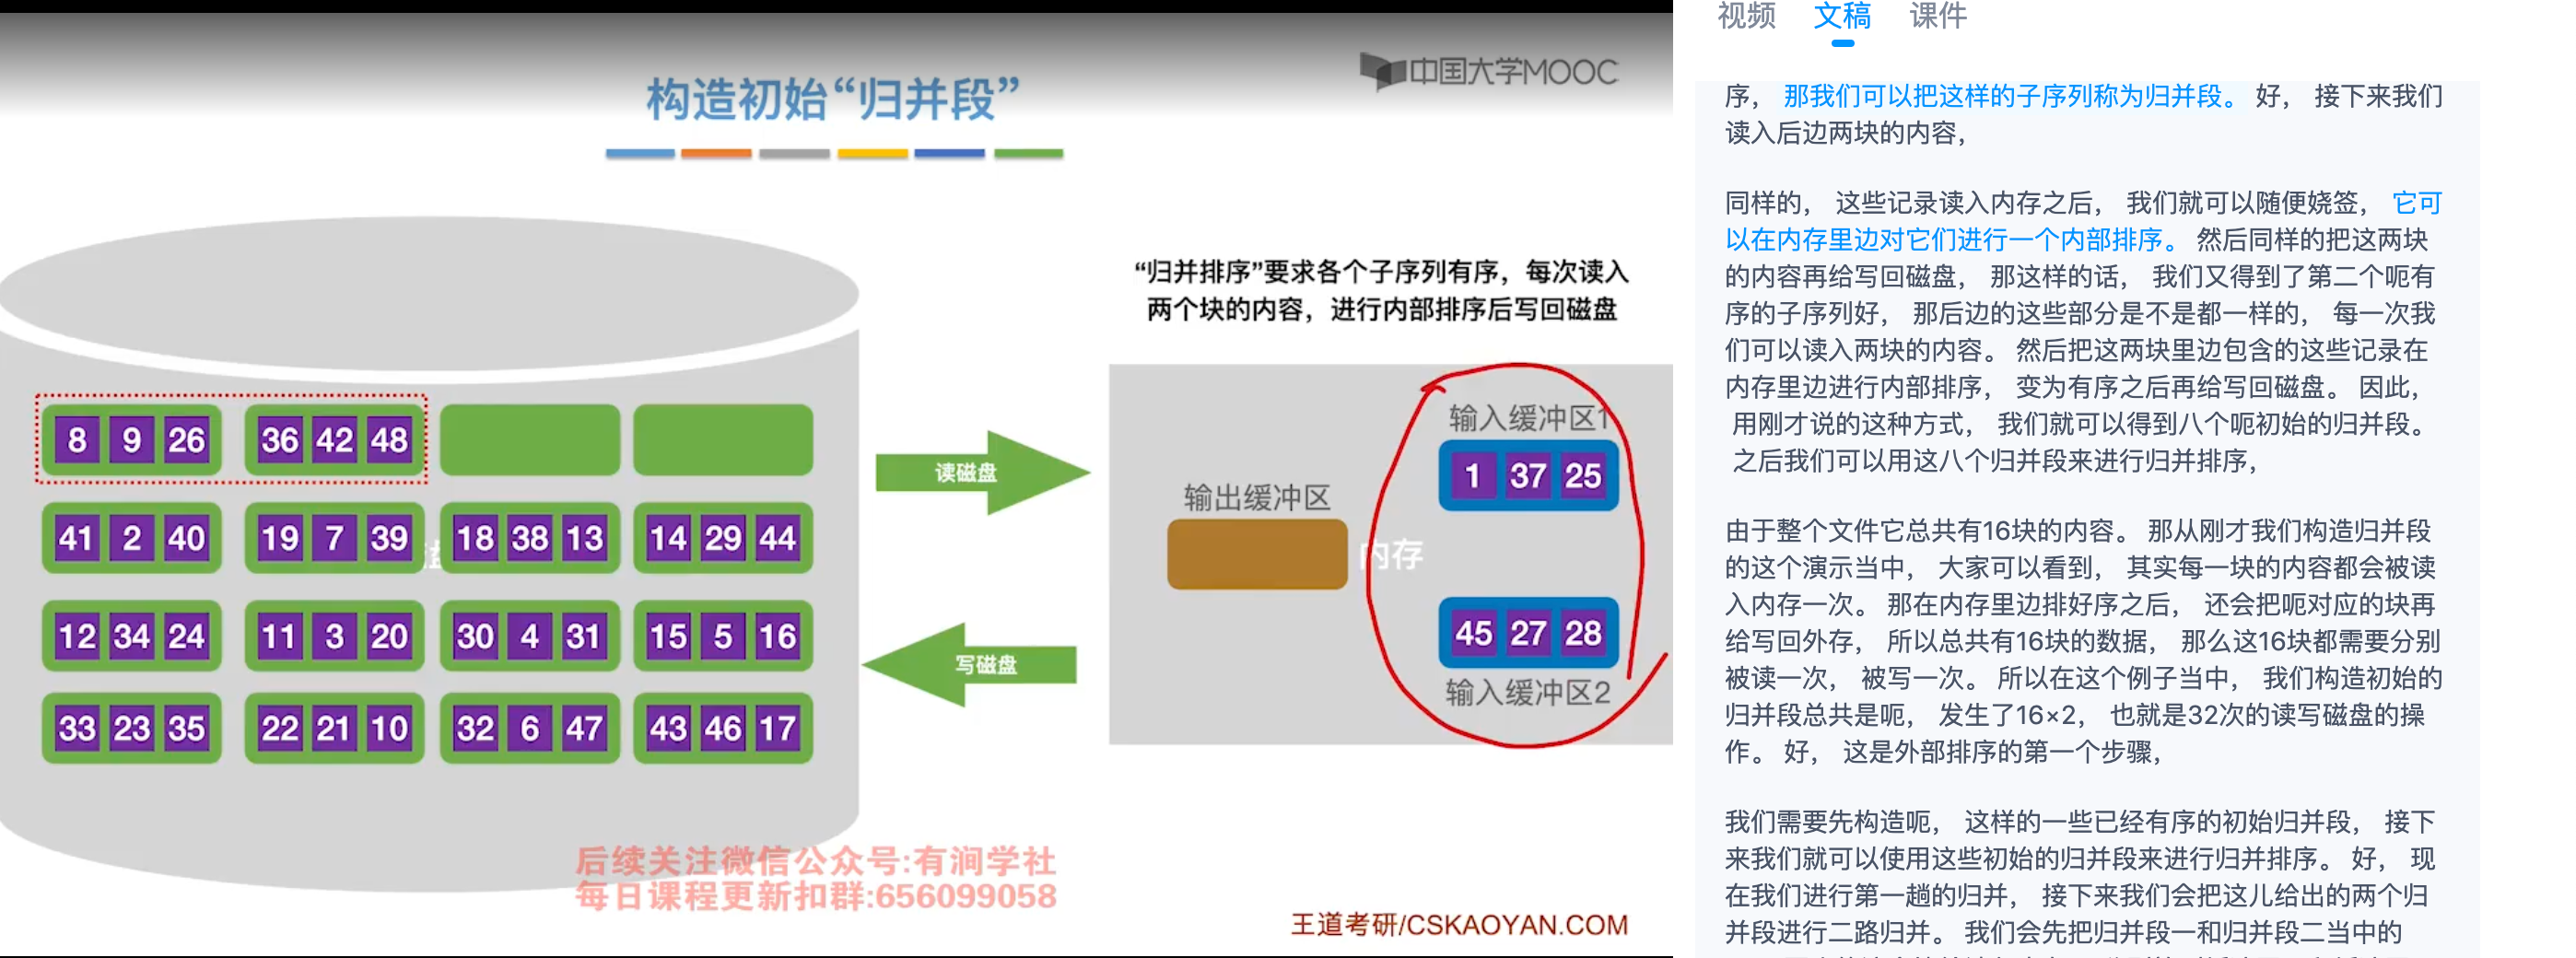 中国大学MOOC
构造初始“归并段”
“归并排序”要求各个子序列有序，每次读入
两个块的内容，进行内部排序后写回磁盘
8 9 26 36 42 48
41 2 40 19 7 39 18 38 13 14 29 44
12 34 24 11 3 20 30 4 31 15 5 16
33 23 35 22 21 10 32 6 47 43 46 17
读磁盘
写磁盘
输出缓冲区
内存
输入缓冲区1
1 37 25
45 27 28
输入缓冲区2
后续关注微信公众号:有涧学社
每日课程更新扣群:656099058
王道考研/CSKAOYAN.COM
视频 文稿 课件
序， 那我们可以把这样的子序列称为归并段。 好， 接下来我们
读入后边两块的内容，
同样的， 这些记录读入内存之后， 我们就可以随便娆签， 它可
以在内存里边对它们进行一个内部排序。 然后同样的把这两块
的内容再给写回磁盘， 那这样的话， 我们又得到了第二个呃有
序的子序列好， 那后边的这些部分是不是都一样的， 每一次我
们可以读入两块的内容。 然后把这两块里边包含的这些记录在
内存里边进行内部排序， 变为有序之后再给写回磁盘。 因此，
用刚才说的这种方式， 我们就可以得到八个呃初始的归并段。
之后我们可以用这八个归并段来进行归并排序，
由于整个文件它总共有16块的内容。 那从刚才我们构造归并段
的这个演示当中， 大家可以看到， 其实每一块的内容都会被读
入内存一次。 那在内存里边排好序之后， 还会把呃对应的块再
给写回外存， 所以总共有16块的数据， 那么这16块都需要分别
被读一次， 被写一次。 所以在这个例子当中， 我们构造初始的
归并段总共是呃， 发生了16×2， 也就是32次的读写磁盘的操
作。 好， 这是外部排序的第一个步骤，
我们需要先构造呃， 这样的一些已经有序的初始归并段， 接下
来我们就可以使用这些初始的归并段来进行归并排序。 好， 现
在我们进行第一趟的归并， 接下来我们会把这儿给出的两个归
并段进行二路归并。 我们会先把归并段一和归并段二当中的